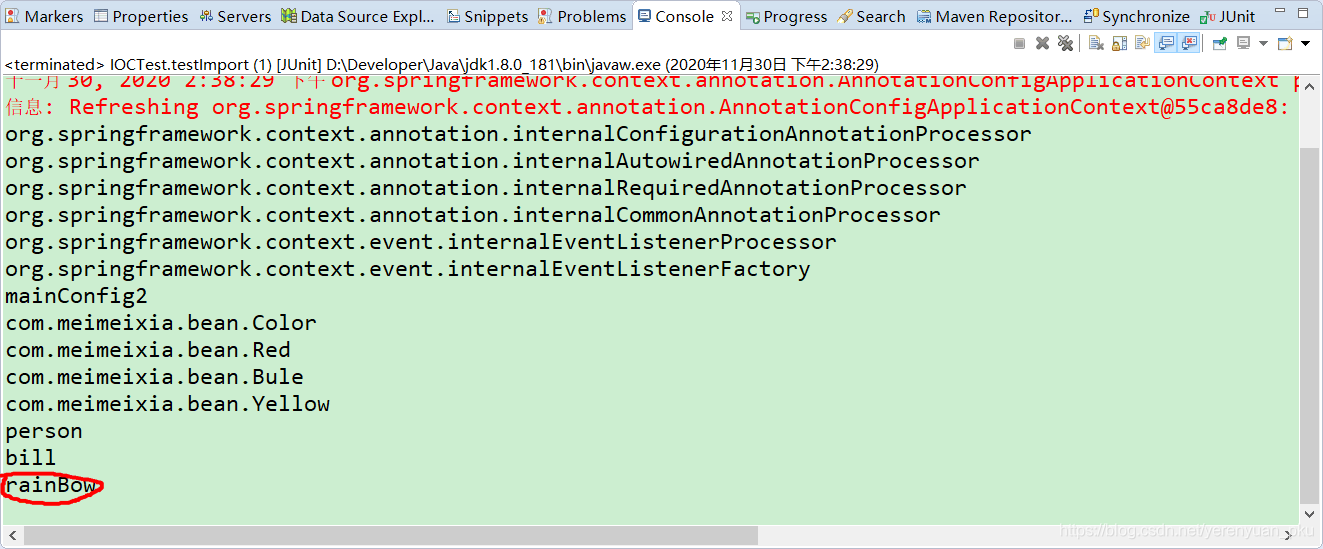 Markers Properties Servers Data Source Expl... Snippets Problems Console Progress Search Maven Repositor... Synchronize JUnit
<terminated> IOCTest.testImport (1) [JUnit] D:\Developer\Java\jdk1.8.0_181\bin\javaw.exe (2020年11月30日 下午2:38:29)
十一月 30, 2020 2:38:29 下午 org.springframework.context.annotation.AnnotationConfigApplicationContext p
信息: Refreshing org.springframework.context.annotation.AnnotationConfigApplicationContext@55ca8de8:
org.springframework.context.annotation.internalConfigurationAnnotationProcessor
org.springframework.context.annotation.internalAutowiredAnnotationProcessor
org.springframework.context.annotation.internalRequiredAnnotationProcessor
org.springframework.context.annotation.internalCommonAnnotationProcessor
org.springframework.context.event.internalEventListenerProcessor
org.springframework.context.event.internalEventListenerFactory
mainConfig2
com.meimeixia.bean.Color
com.meimeixia.bean.Red
com.meimeixia.bean.Bule
com.meimeixia.bean.Yellow
person
bill
rainBow
https://blog.csdn.net/yerenyuan_pku